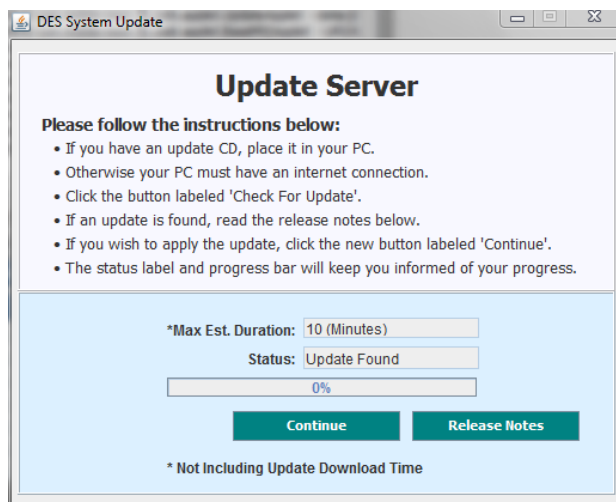 DES System Update
Update Server
Please follow the instructions below:
• If you have an update CD, place it in your PC.
• Otherwise your PC must have an internet connection.
• Click the button labeled 'Check For Update'.
• If an update is found, read the release notes below.
• If you wish to apply the update, click the new button labeled 'Continue'.
• The status label and progress bar will keep you informed of your progress.
*Max Est. Duration: 10 (Minutes)
Status: Update Found
0%
Continue Release Notes
* Not Including Update Download Time